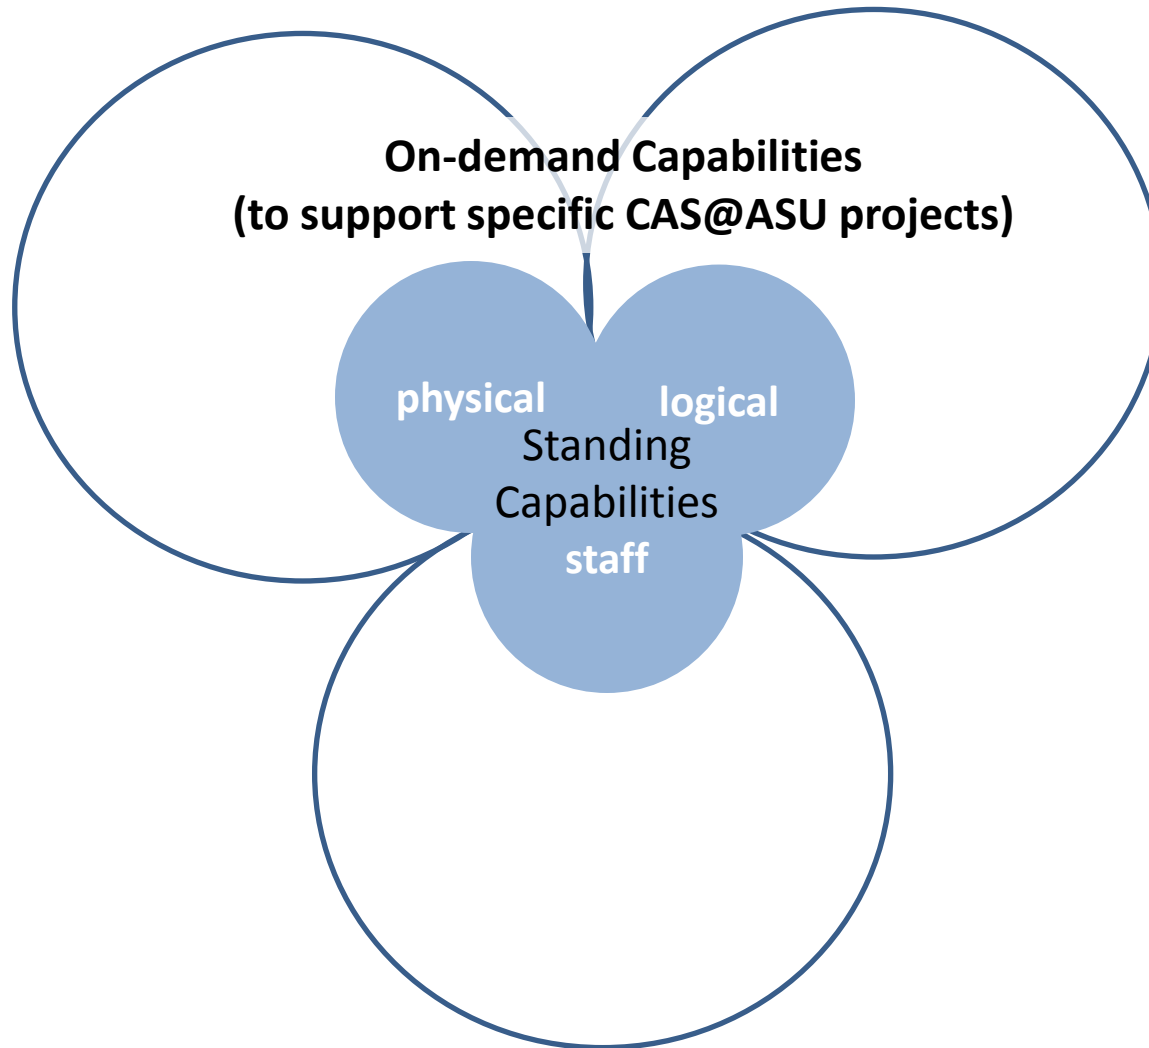 On-demand Capabilities
(to support specific CAS@ASU projects)
physical
logical
Standing
Capabilities
staff